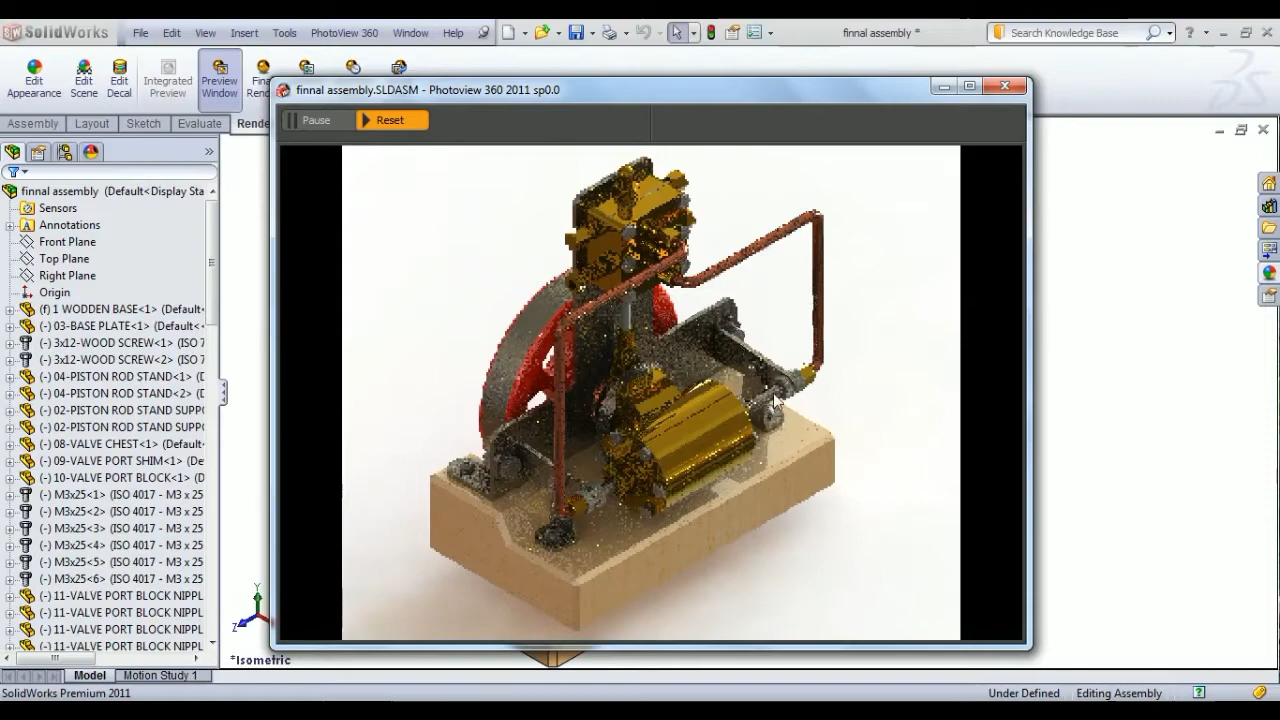 SolidWorks File Edit View Insert Tools PhotoView 360 Window Help finnal assembly * Search Knowledge Base ?
Edit Appearance
Edit Scene
Edit Decal
Integrated Preview
Preview Window
Assembly Layout Sketch Evaluate
finnal assembly.SLDASM - Photoview 360 2011 sp0.0
Pause Reset
finnal assembly (Default<Display Sta
Sensors
Annotations
Front Plane
Top Plane
Right Plane
Origin
(f) 1 WODDEN BASE<1> (Default‹
(-) 03-BASE PLATE<1> (Default<
(-) 3x12-WOOD SCREW<1> (ISO 7
(-) 3x12-WOOD SCREW<2> (ISO 7
(-) 04-PISTON ROD STAND<1> (D
(-) 04-PISTON ROD STAND<2> (D
(-) 02-PISTON ROD STAND SUPPO
(-) 02-PISTON ROD STAND SUPPO
(-) 08-VALVE CHEST<1> (Default
(-) 09-VALVE PORT SHIM<1> (De
(-) 10-VALVE PORT BLOCK<1> (D
(-) M3x25<1> (ISO 4017 - M3 x 25
(-) M3x25<2> (ISO 4017 - M3 x 25
(-) M3x25<3> (ISO 4017 - M3 x 25
(-) M3x25<4> (ISO 4017 - M3 x 25
(-) M3x25<5> (ISO 4017 - M3 x 25
(-) M3x25<6> (ISO 4017 - M3 x 25
(-) 11-VALVE PORT BLOCK NIPPL
(-) 11-VALVE PORT BLOCK NIPPL
(-) 11-VALVE PORT BLOCK NIPPL
(-) 11-VALVE PORT BLOCK NIPPL
Y
Z
*Isometric
Model Motion Study 1
SolidWorks Premium 2011 Under Defined Editing Assembly ?